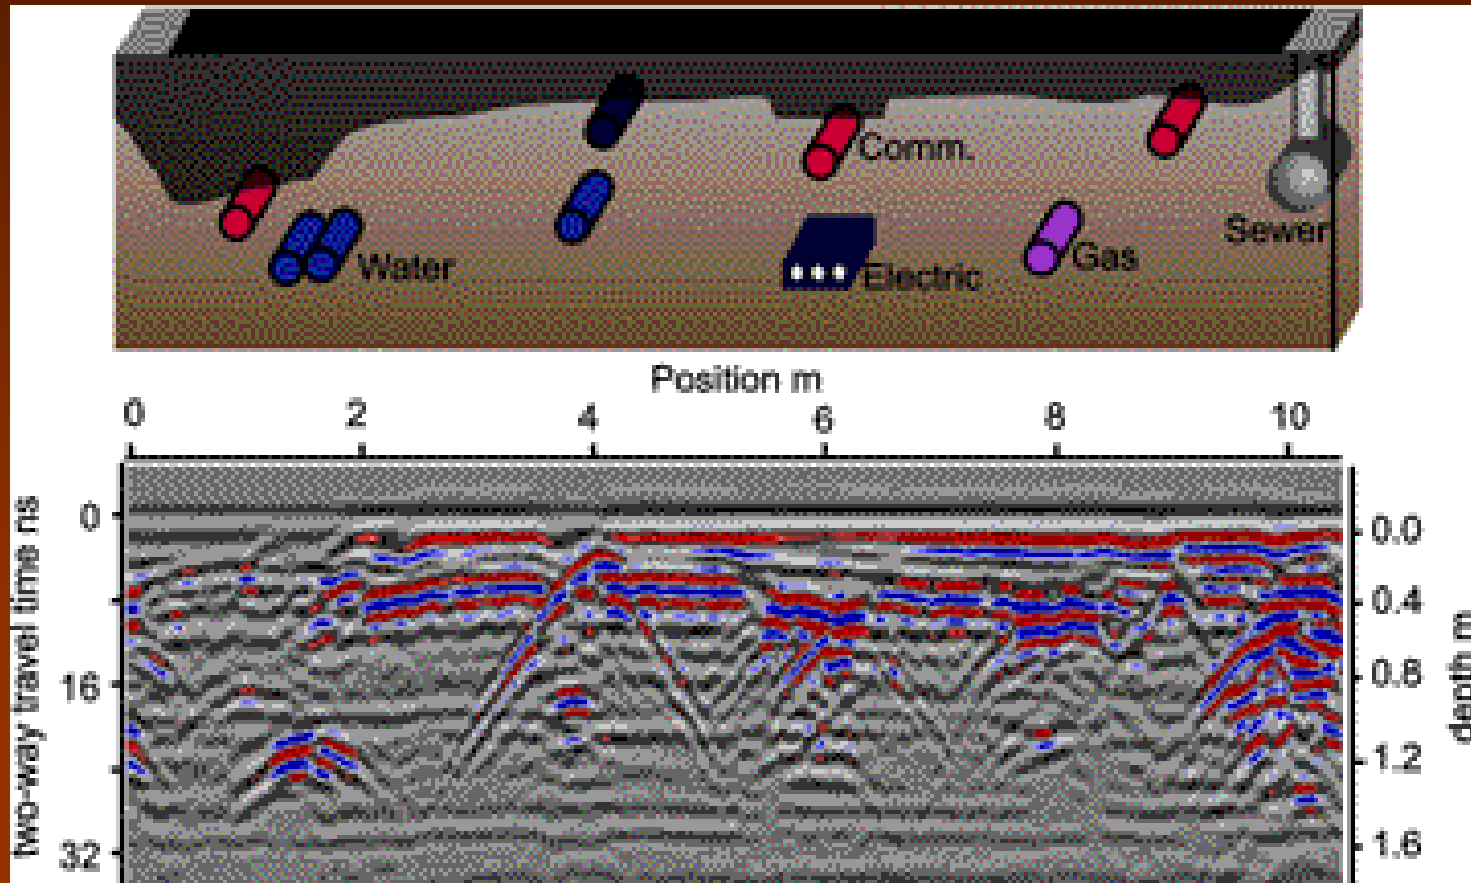 Comm.
Sewer
Water
Electric
Gas
Position m
0 2 4 6 8 10
two-way travel time ns
0
16
32
0.0
0.4
0.8
1.2
1.6
depth m